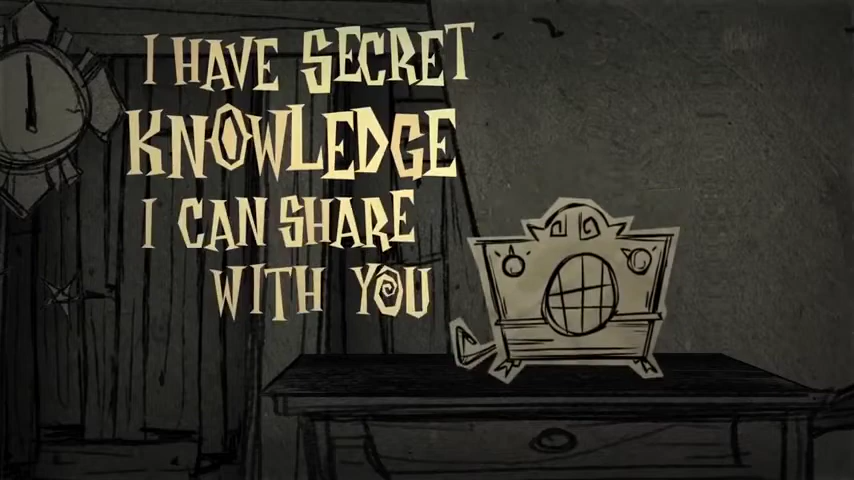 I HAVE SECRET
KNOWLEDGE
I CAN SHARE
WITH YOU